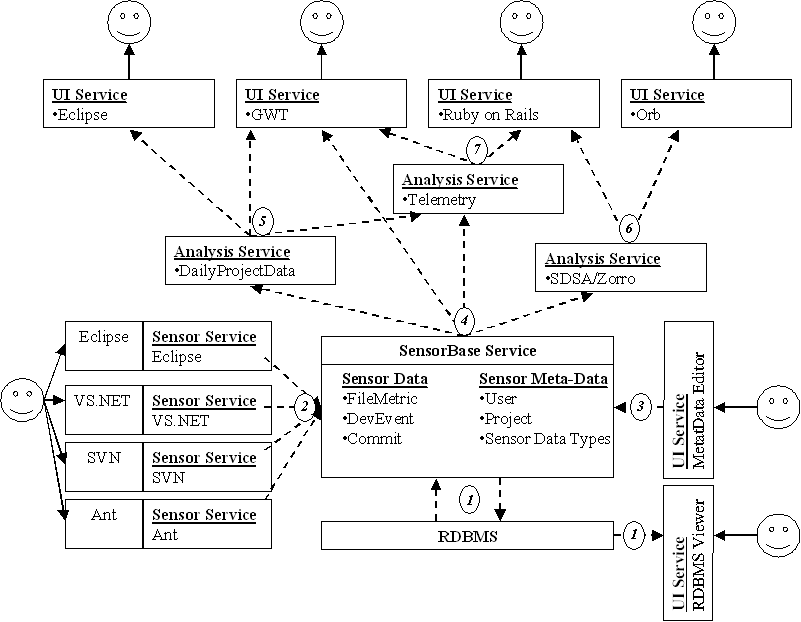 UI Service
•Eclipse
UI Service
•GWT
UI Service
•Ruby on Rails
UI Service
•Orb
7
Analysis Service
•Telemetry
5
6
Analysis Service
•DailyProjectData
Analysis Service
•SDSA/Zorro
4
Eclipse
Sensor Service
Eclipse
VS.NET
Sensor Service
VS.NET
SVN
Sensor Service
SVN
Ant
Sensor Service
Ant
2
SensorBase Service
Sensor Data
•FileMetric
•DevEvent
•Commit
Sensor Meta-Data
•User
•Project
•Sensor Data Types
3
UI Service
MetatData Editor
1
RDBMS
1
UI Service
RDBMS Viewer